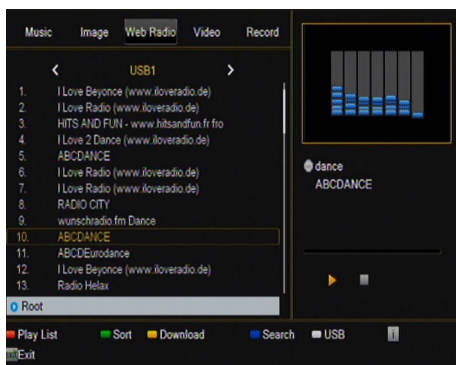 Music Image Web Radio Video Record
USB1
1. I Love Beyonce (www.iloveradio.de)
2. I Love Radio (www.iloveradio.de)
3. HITS AND FUN - www.hitsandfun.fr fro
4. I Love 2 Dance (www.iloveradio.de)
5. ABCDANCE
6. I Love Radio (www.iloveradio.de)
7. I Love Radio (www.iloveradio.de)
8. RADIO CITY
9. wunschradio.fm Dance
10. ABCDANCE
11. ABCDEurodance
12. I Love Beyonce (www.iloveradio.de)
13. Radio Helax
Root
dance
ABCDANCE
Play List Sort Download Search USB i
exit Exit